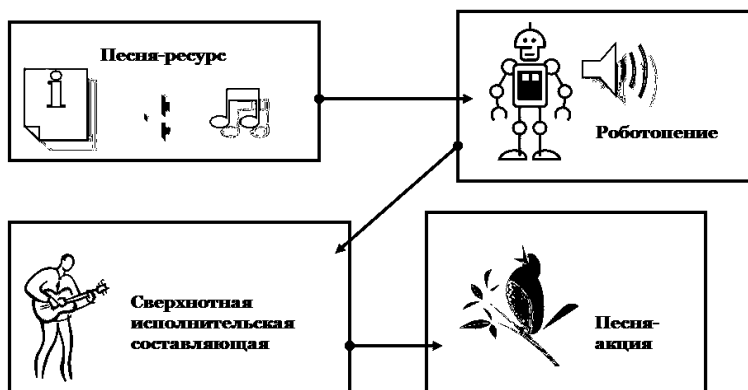 Песня-ресурс
i
Роботопение
Сверхнотная
исполнительская
составляющая
Песня-
акция